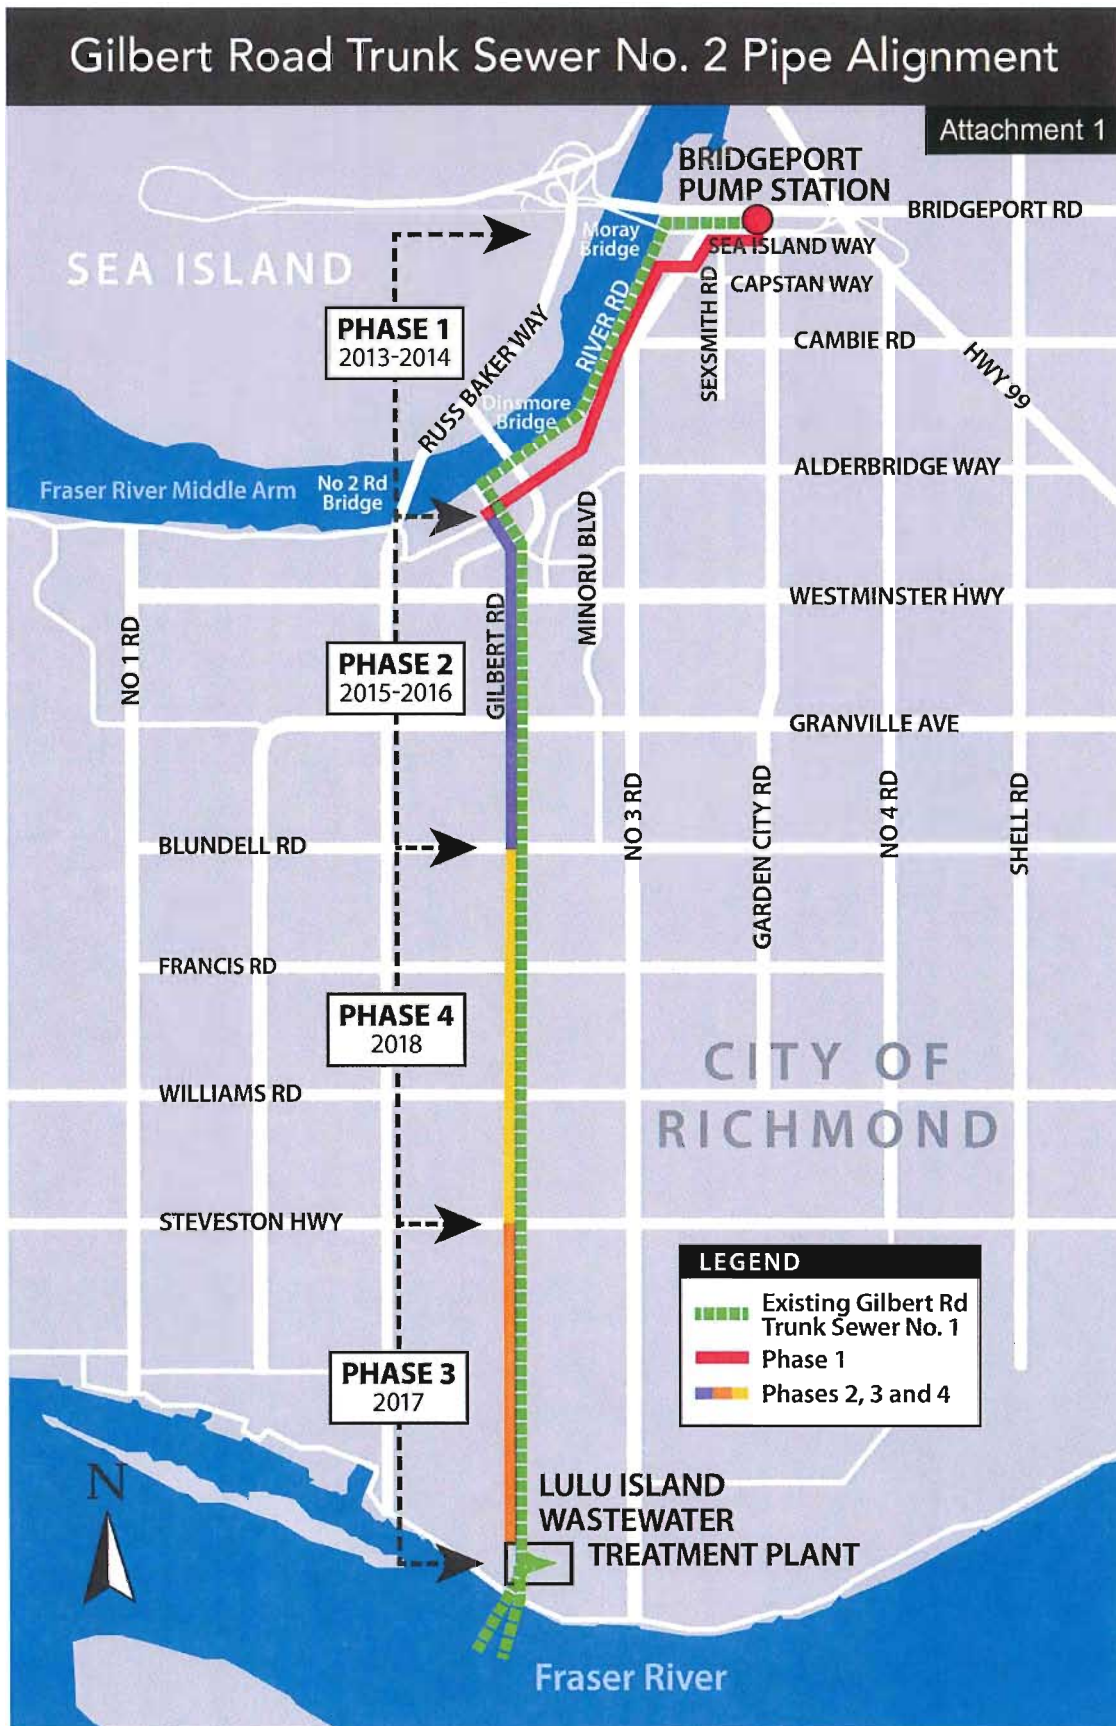 Gilbert Road Trunk Sewer No. 2 Pipe Alignment
Attachment 1
BRIDGEPORT
PUMP STATION
BRIDGEPORT RD
Moray
Bridge
SEA ISLAND WAY
SEA ISLAND
CAPSTAN WAY
RIVER RD
SEXSMITH RD
PHASE 1
2013-2014
RUSS BAKER WAY
CAMBIE RD
HWY 99
Dinsmore
Bridge
ALDERBRIDGE WAY
Fraser River Middle Arm
No 2 Rd
Bridge
MINORU BLVD
WESTMINSTER HWY
NO 1 RD
GILBERT RD
PHASE 2
2015-2016
GRANVILLE AVE
NO 3 RD
GARDEN CITY RD
NO 4 RD
SHELL RD
BLUNDELL RD
FRANCIS RD
PHASE 4
2018
CITY OF
RICHMOND
WILLIAMS RD
STEVESTON HWY
LEGEND
Existing Gilbert Rd
Trunk Sewer No. 1
Phase 1
Phases 2, 3 and 4
PHASE 3
2017
N
LULU ISLAND
WASTEWATER
TREATMENT PLANT
Fraser River